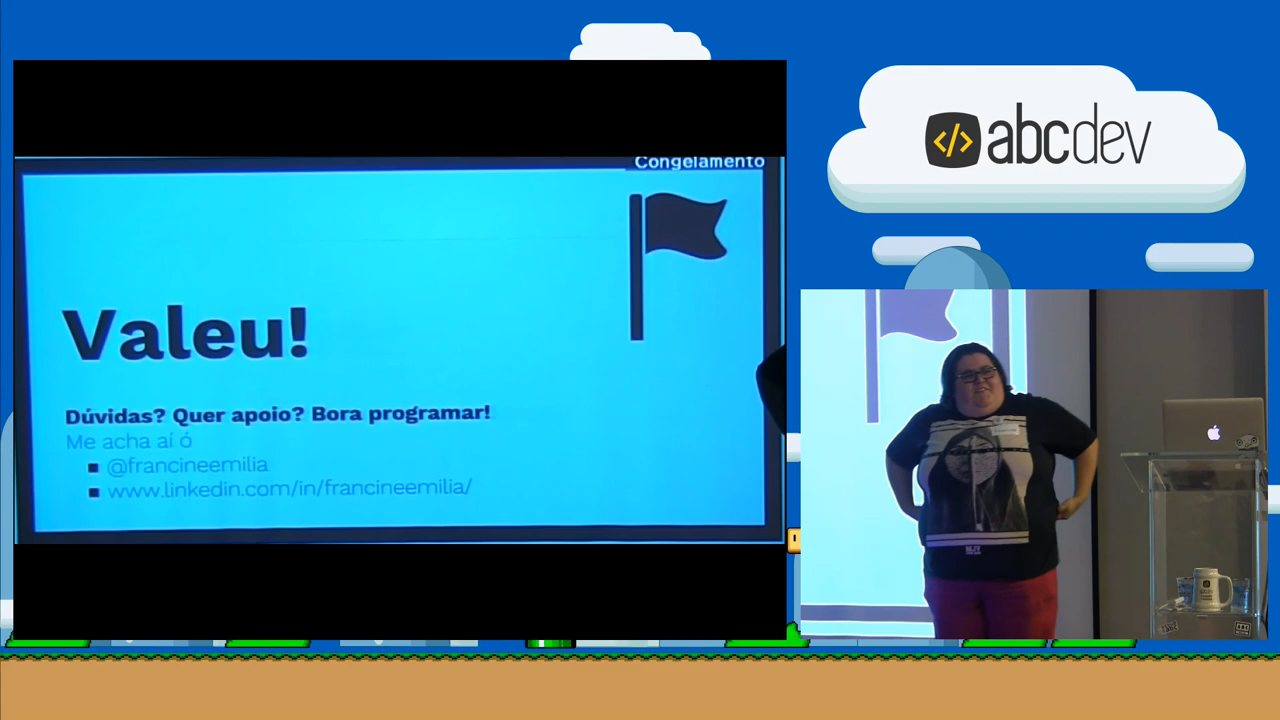 Congelamento
Valeu!
Dúvidas? Quer apoio? Bora programar!
Me acha aí ó
@francineemilia
www.linkedin.com/in/francineemilia/
</> abcdev